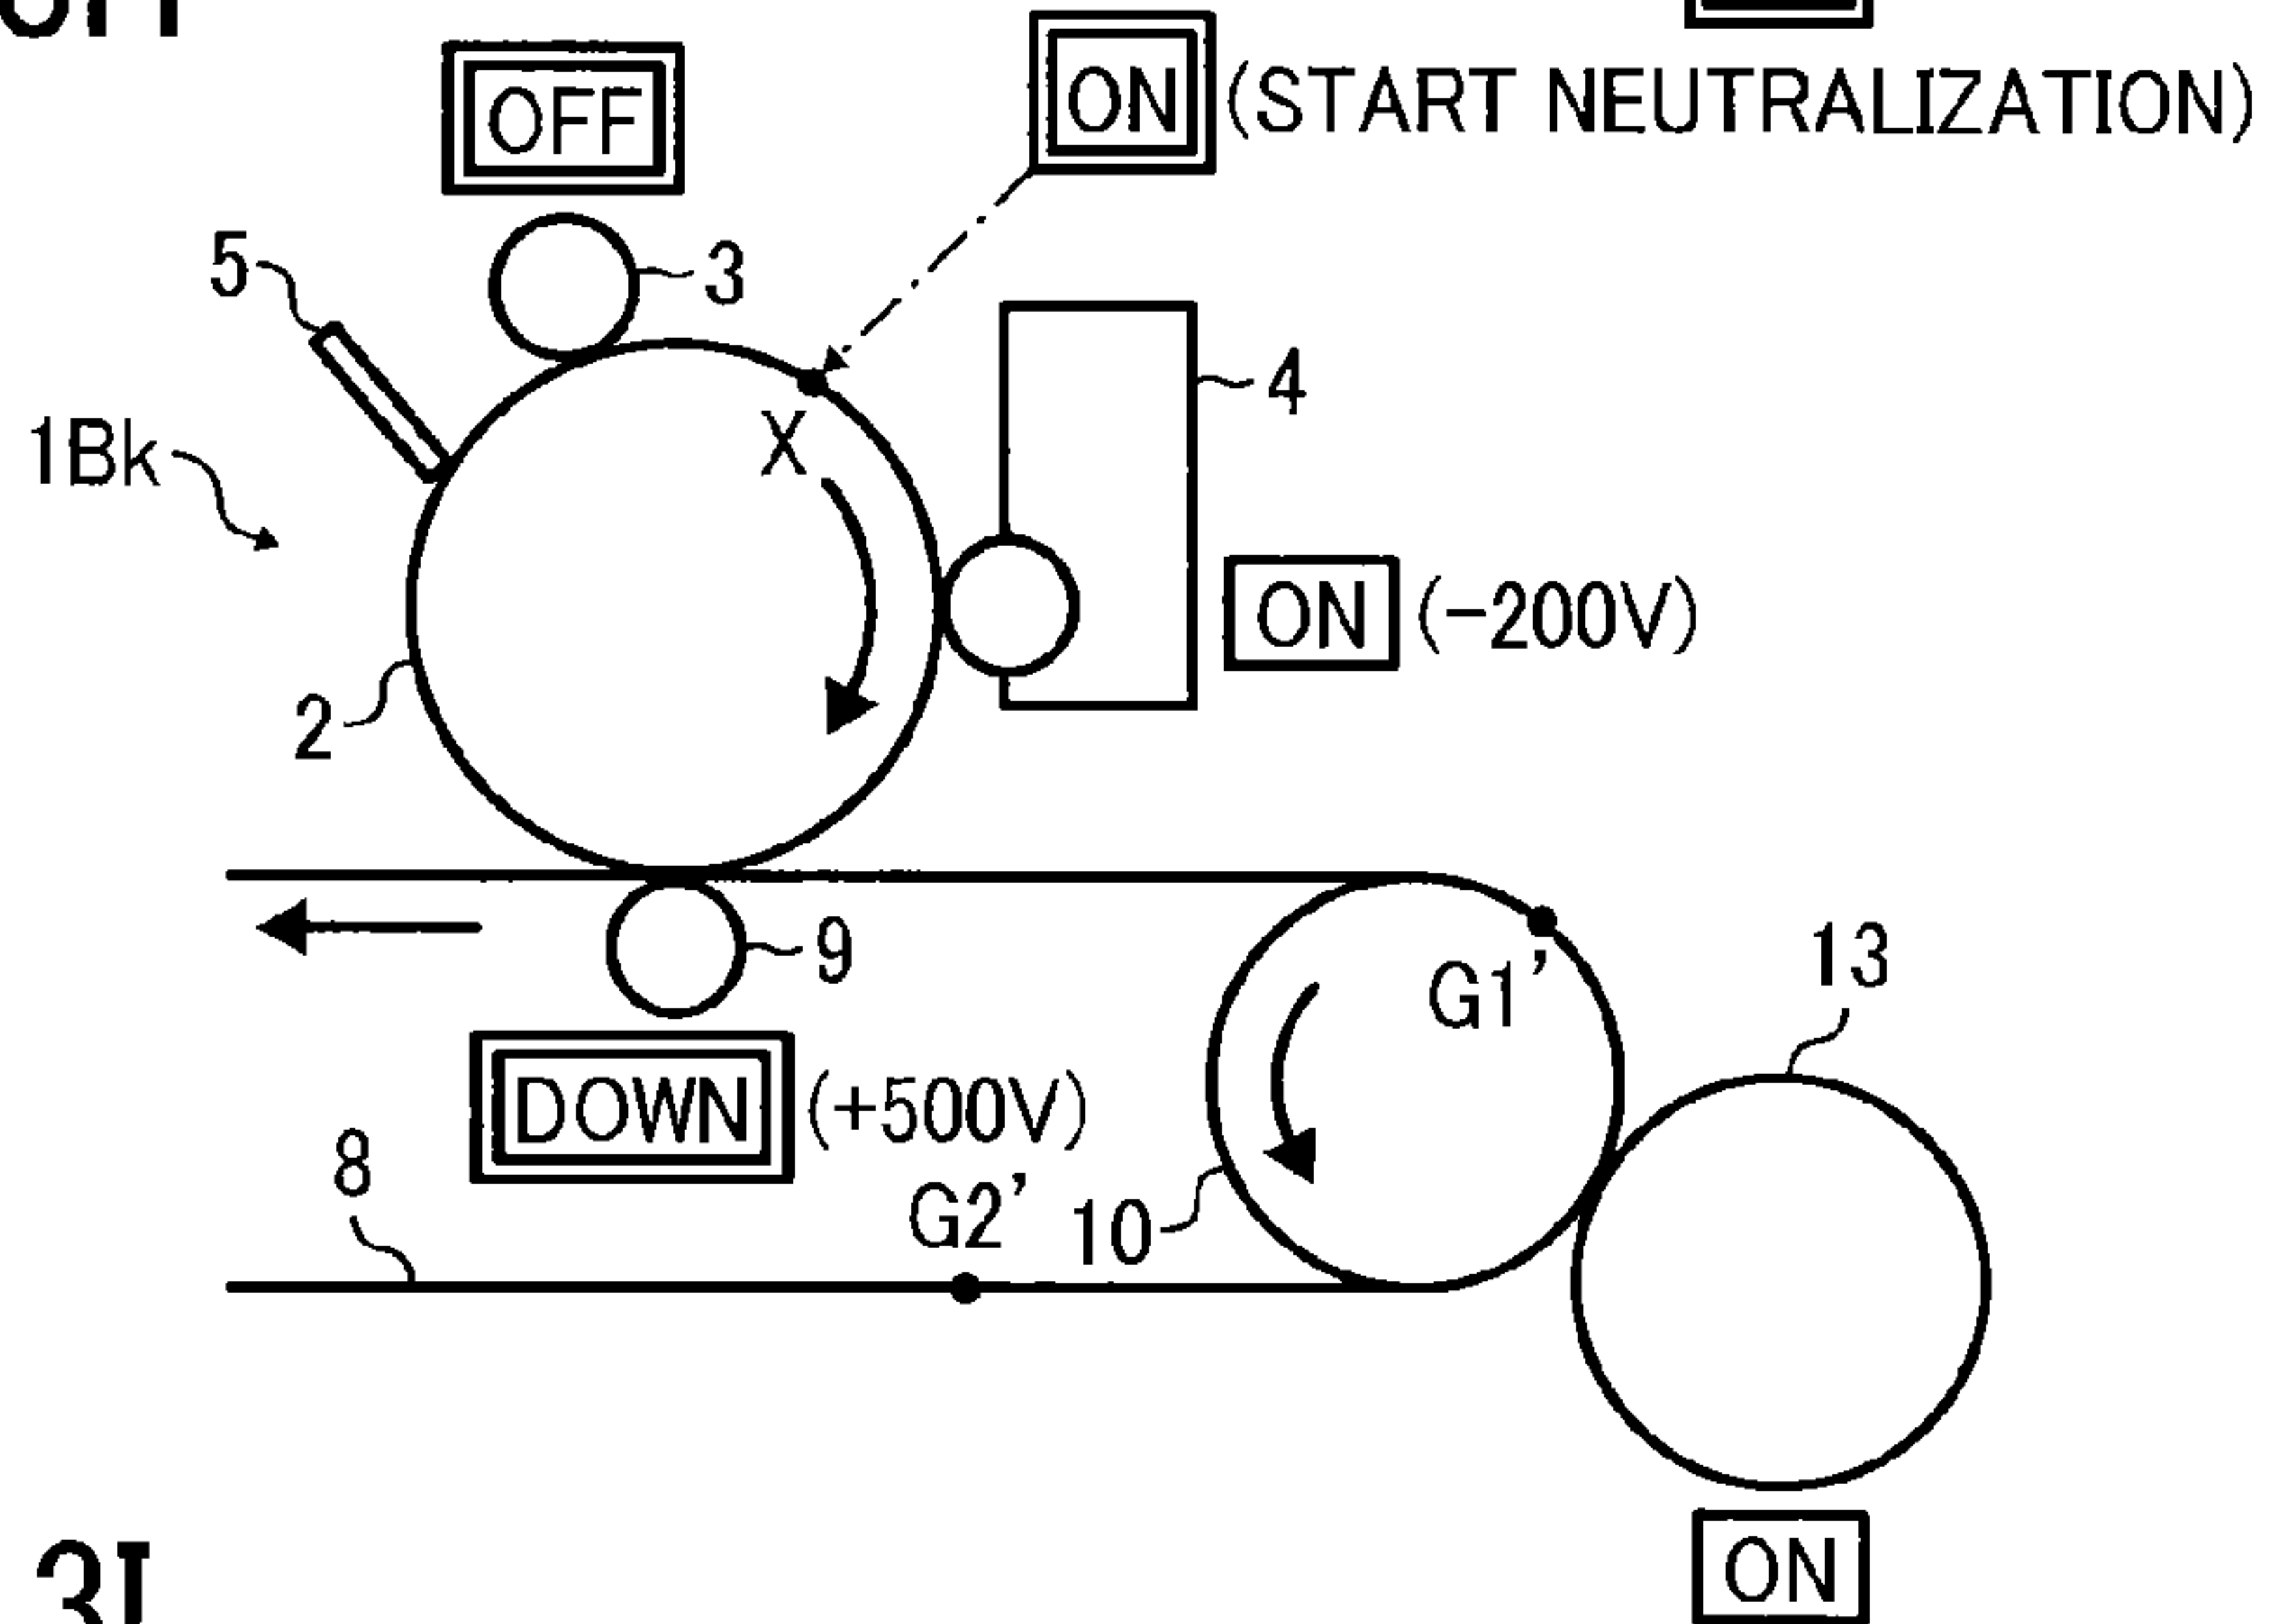 OFF
ON (START NEUTRALIZATION)
5
3
4
1Bk
X
ON (-200V)
2
9
G1’
13
DOWN (+500V)
8
G2’
10
ON
3I